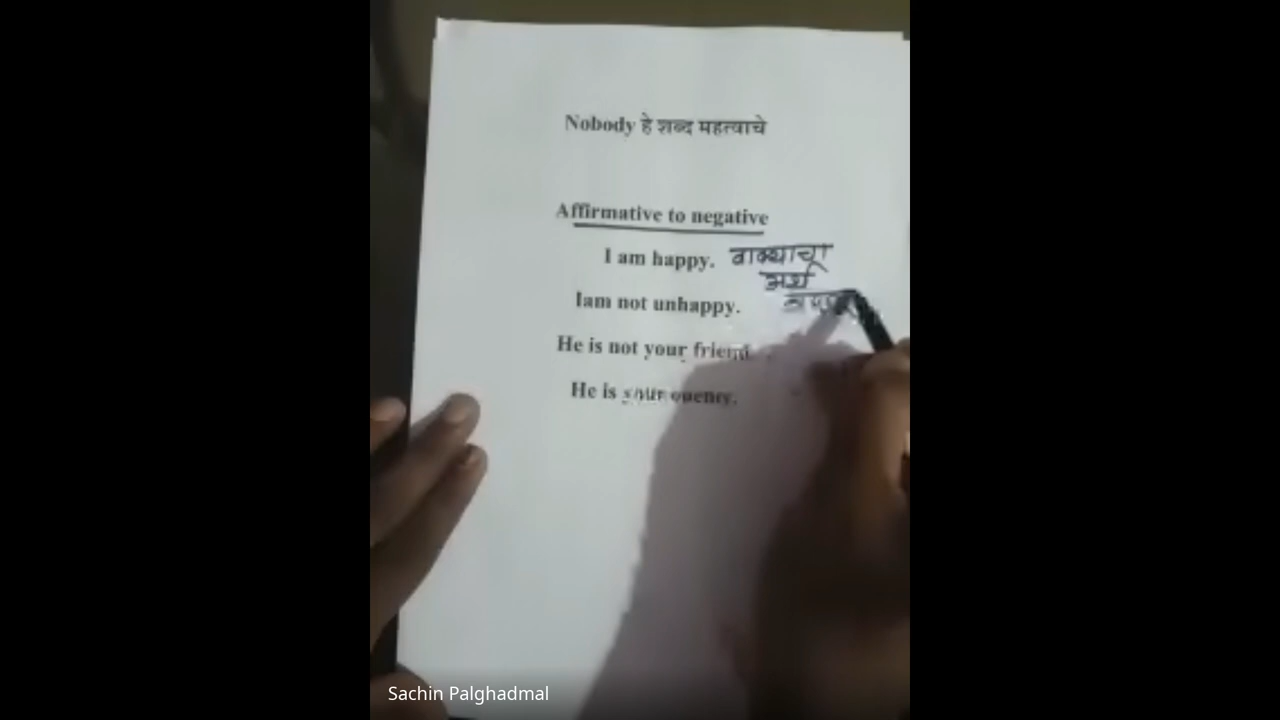 Nobody हे शब्द महत्वाचे
Affirmative to negative
I am happy. वाक्याचा
अर्थ
Iam not unhappy.
He is not your friend.
He is your
Sachin Palghadmal